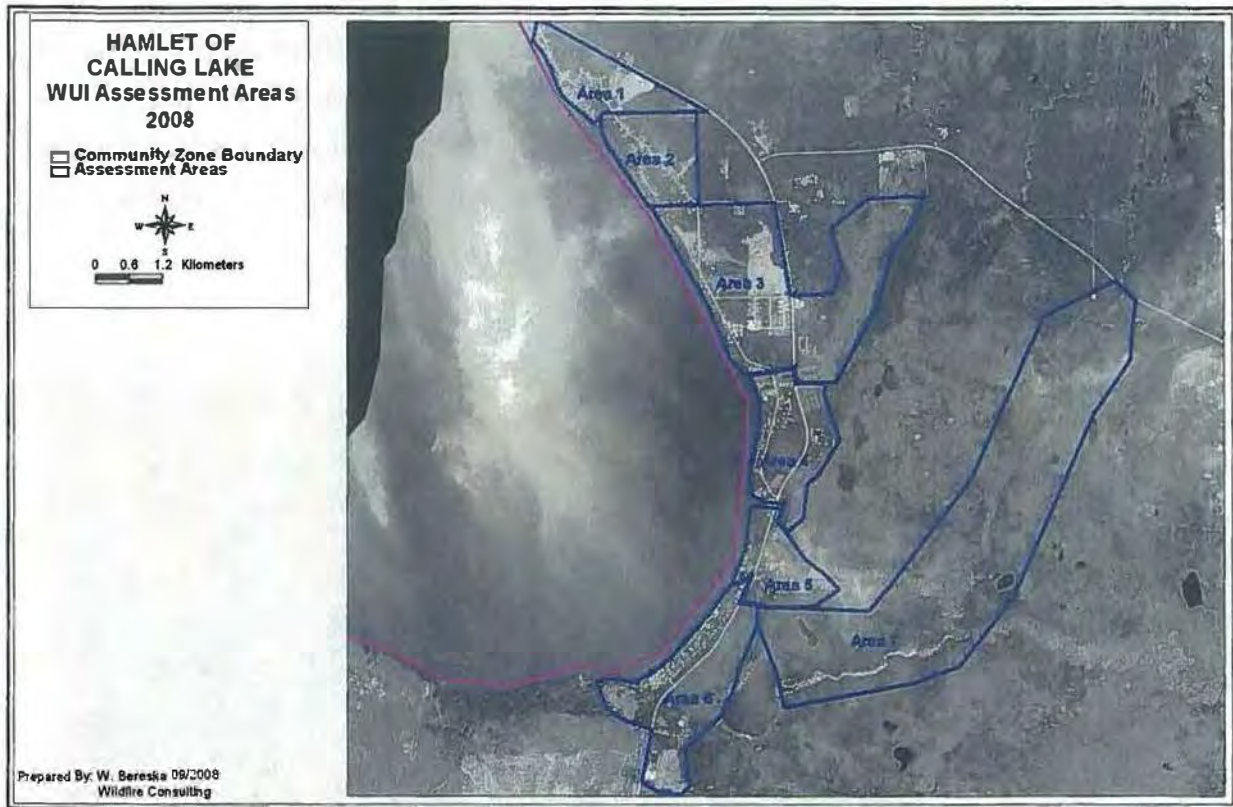 HAMLET OF
CALLING LAKE
WUI Assessment Areas
2008
Community Zone Boundary
Assessment Areas
N
W E
S
0 0.6 1.2 Kilometers
Area 1
Area 2
Area 3
Area 4
Area 5
Area 6
Area 7
Prepared By: W. Bereska 09/2008
Wildfire Consulting